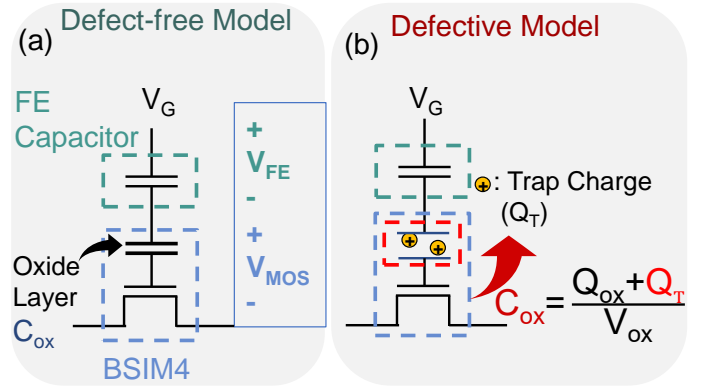 (a)
Defect-free Model
FE
Capacitor
V_G
+
V_FE
-
+
V_MOS
-
Oxide
Layer
C_ox
BSIM4
(b)
Defective Model
V_G
+ : Trap Charge
(Q_T)
+ +
C_ox = (Q_ox+Q_T)/V_ox